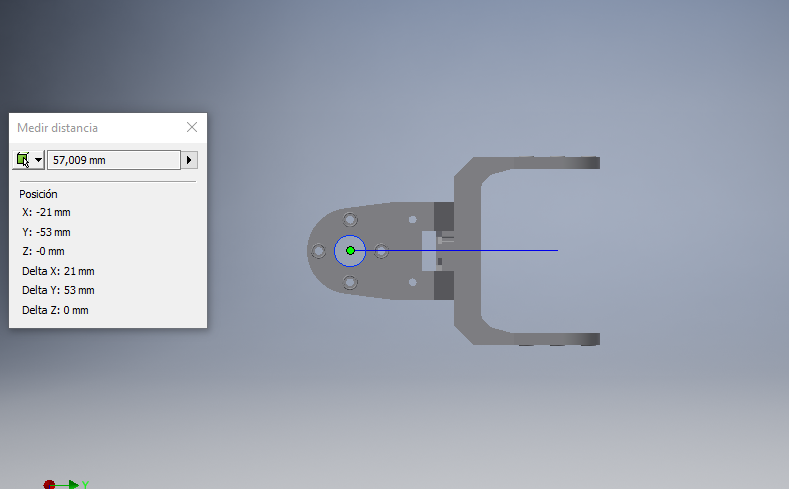 Medir distancia
57,009 mm
Posición
X: -21 mm
Y: -53 mm
Z: -0 mm
Delta X: 21 mm
Delta Y: 53 mm
Delta Z: 0 mm
Y